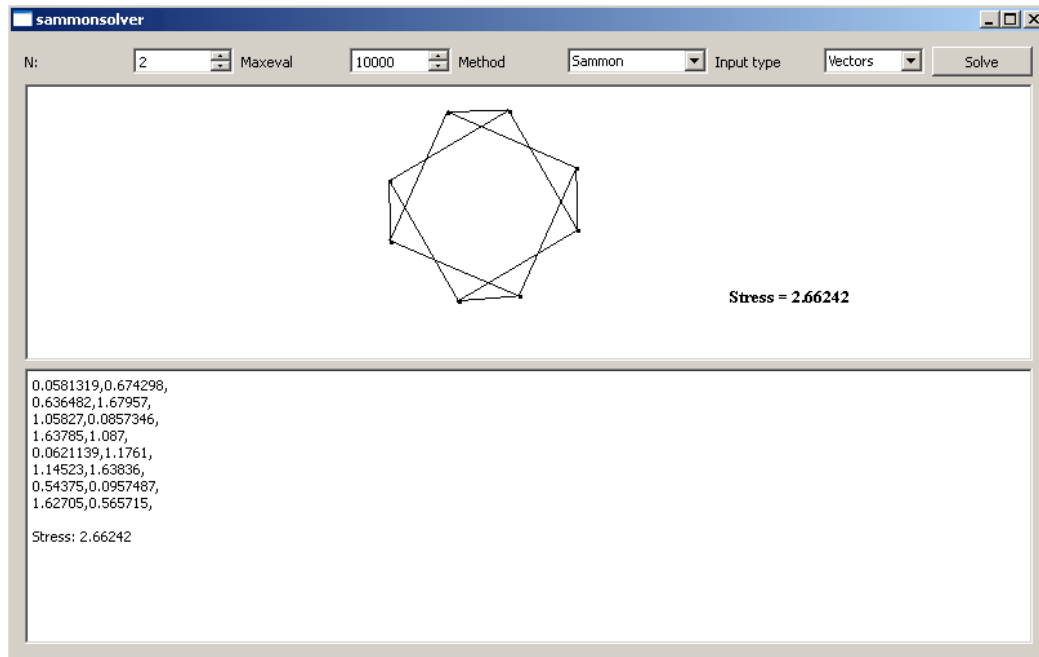 sammonsolver
N: 2 Maxeval 10000 Method Sammon Input type Vectors Solve
Stress = 2.66242
0.0581319,0.674298,
0.636482,1.67957,
1.05827,0.0857346,
1.63785,1.087,
0.0621139,1.1761,
1.14523,1.63836,
0.54375,0.0957487,
1.62705,0.565715,
Stress: 2.66242